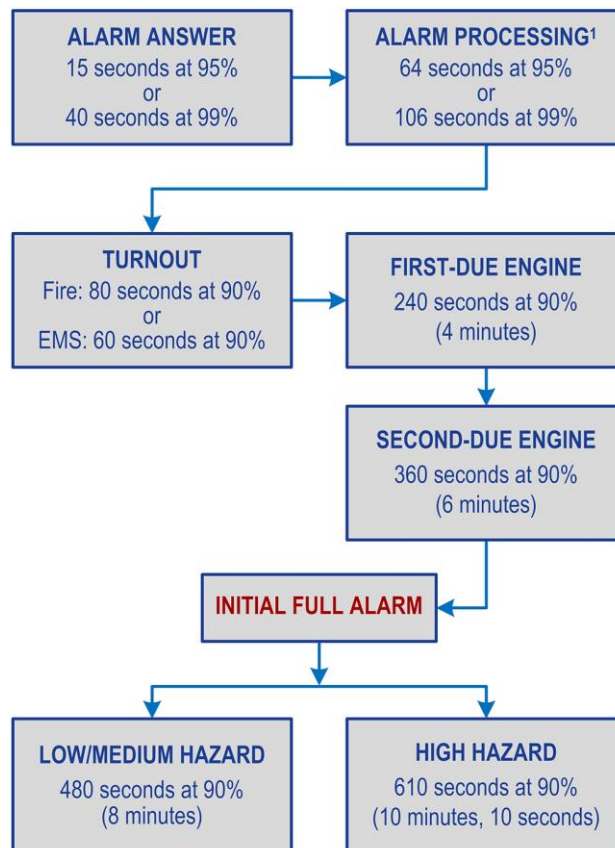 ALARM ANSWER
15 seconds at 95%
or
40 seconds at 99%
ALARM PROCESSING¹
64 seconds at 95%
or
106 seconds at 99%
TURNOUT
Fire: 80 seconds at 90%
or
EMS: 60 seconds at 90%
FIRST-DUE ENGINE
240 seconds at 90%
(4 minutes)
SECOND-DUE ENGINE
360 seconds at 90%
(6 minutes)
INITIAL FULL ALARM
LOW/MEDIUM HAZARD
480 seconds at 90%
(8 minutes)
HIGH HAZARD
610 seconds at 90%
(10 minutes, 10 seconds)